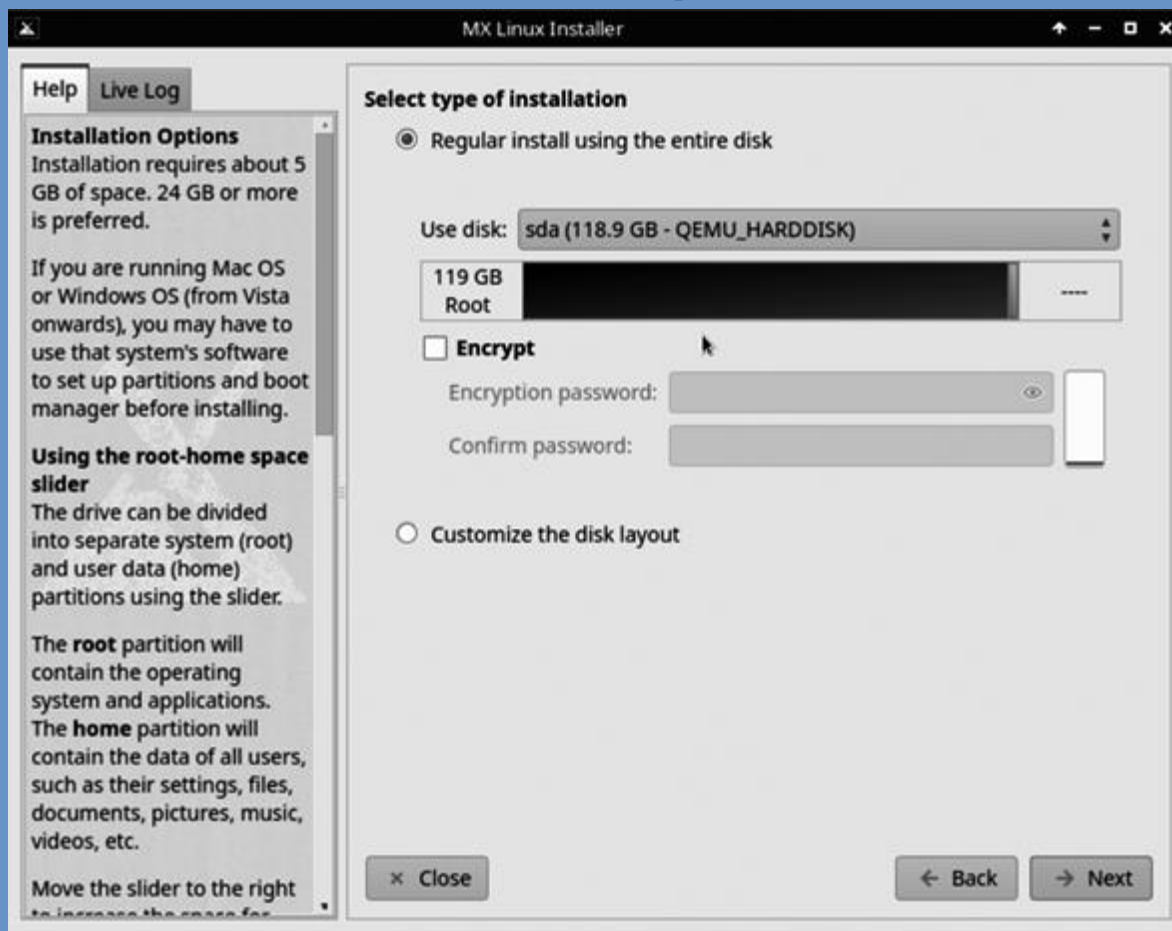 MX Linux Installer
Help
Live Log
Installation Options
Installation requires about 5
GB of space. 24 GB or more
is preferred.
If you are running Mac OS
or Windows OS (from Vista
onwards), you may have to
use that system's software
to set up partitions and boot
manager before installing.
Using the root-home space
slider
The drive can be divided
into separate system (root)
and user data (home)
partitions using the slider.
The root partition will
contain the operating
system and applications.
The home partition will
contain the data of all users,
such as their settings, files,
documents, pictures, music,
videos, etc.
Move the slider to the right
to increase the space for
Select type of installation
Regular install using the entire disk
Use disk: sda (118.9 GB - QEMU_HARDDISK)
119 GB
Root
----
Encrypt
Encryption password:
Confirm password:
Customize the disk layout
Close
Back
Next